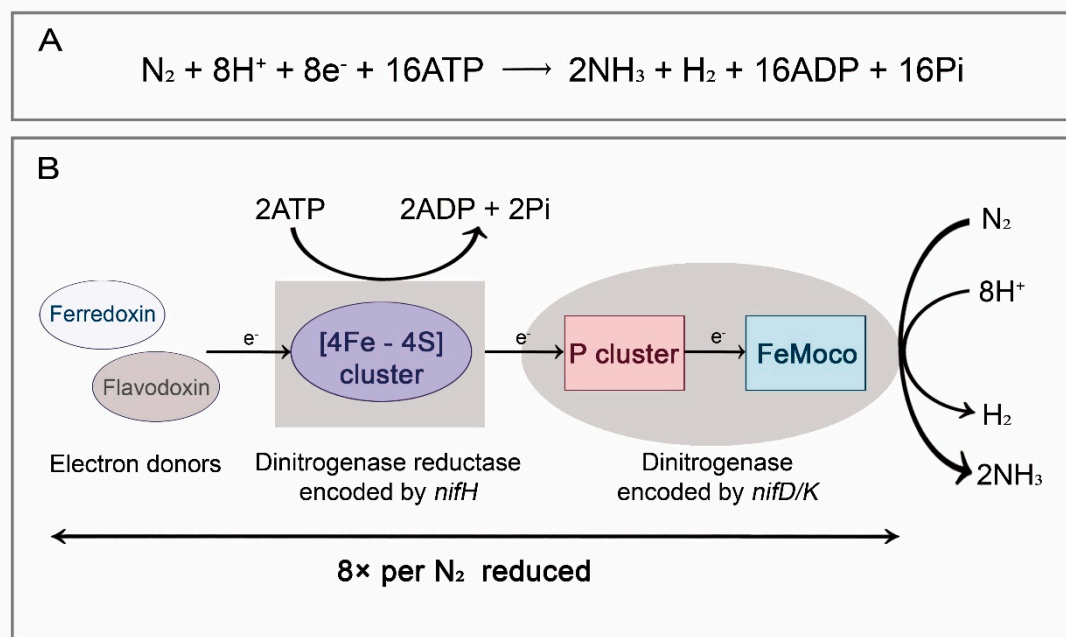 A
N₂ + 8H⁺ + 8e⁻ + 16ATP ⟶ 2NH₃ + H₂ + 16ADP + 16Pi
B
2ATP
2ADP + 2Pi
N₂
8H⁺
Ferredoxin
Flavodoxin
e⁻
[4Fe - 4S]
cluster
e⁻
P cluster
e⁻
FeMoco
H₂
2NH₃
Electron donors
Dinitrogenase reductase
encoded by nifH
Dinitrogenase
encoded by nifD/K
8× per N₂ reduced